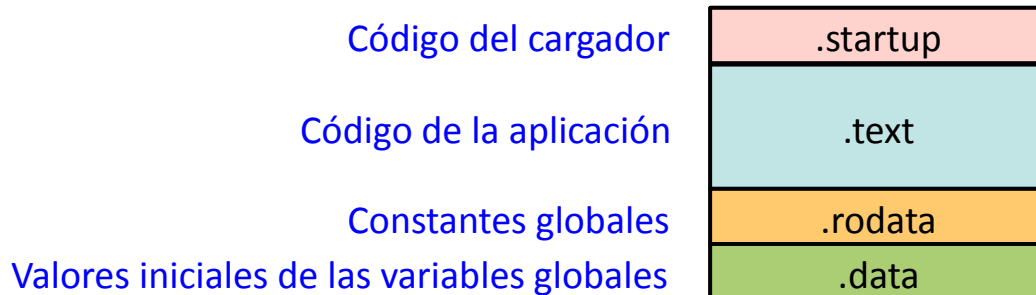 Código del cargador .startup
Código de la aplicación .text
Constantes globales .rodata
Valores iniciales de las variables globales .data